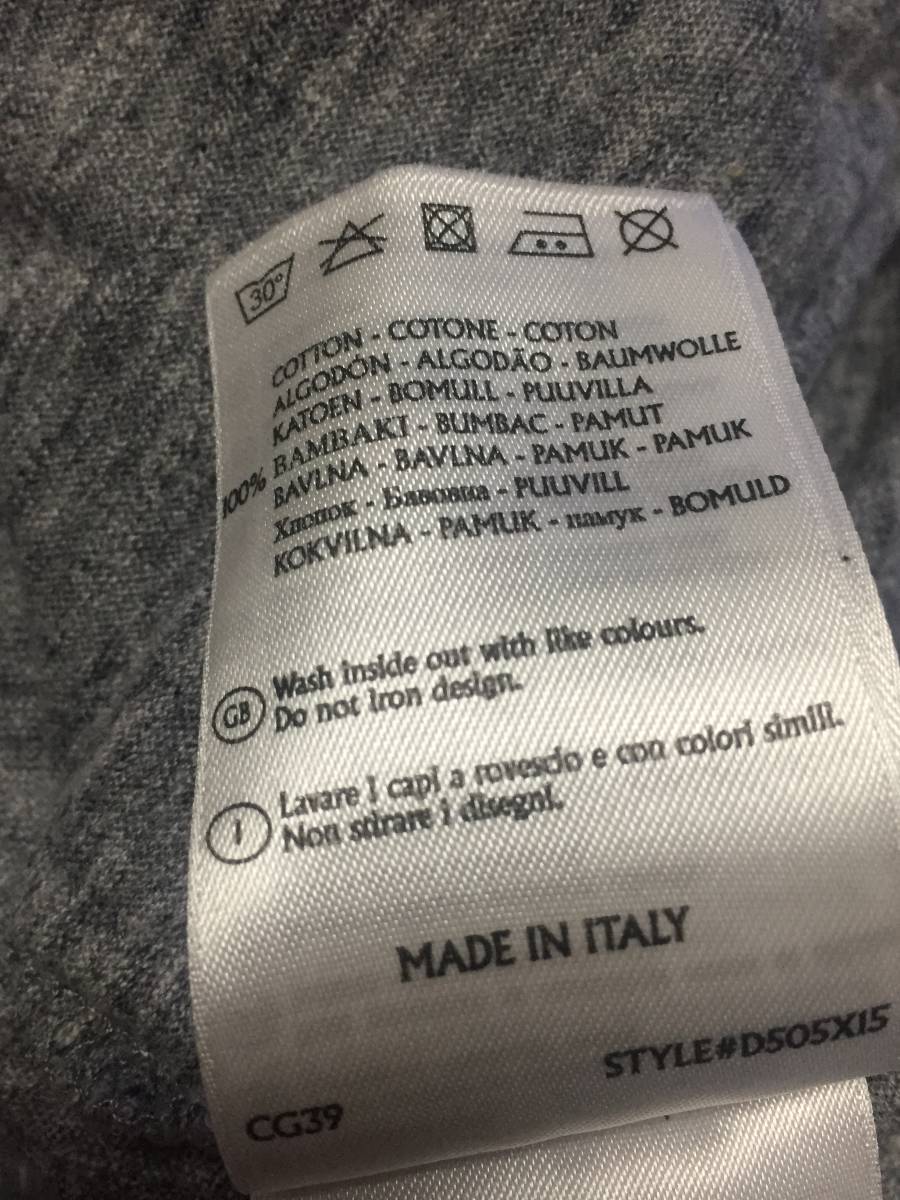 30°
COTTON - COTONE - COTON
ALGODÓN - ALGODÃO - BAUMWOLLE
KATOEN - BOMULL - PUUVILLA
100% BAMBAKI - BUMBAC - PAMUT
BAVLNA - BAVLNA - PAMUK - PAMUK
Хлопок - Бавовна - PUUVILL
KOKVILNA - PAMUK - памук - BOMULD
GB Wash inside out with like colours.
Do not iron design.
I Lavare i capi a rovescio e con colori simili.
Non stirare i disegni.
MADE IN ITALY
STYLE#D505X15
CG39